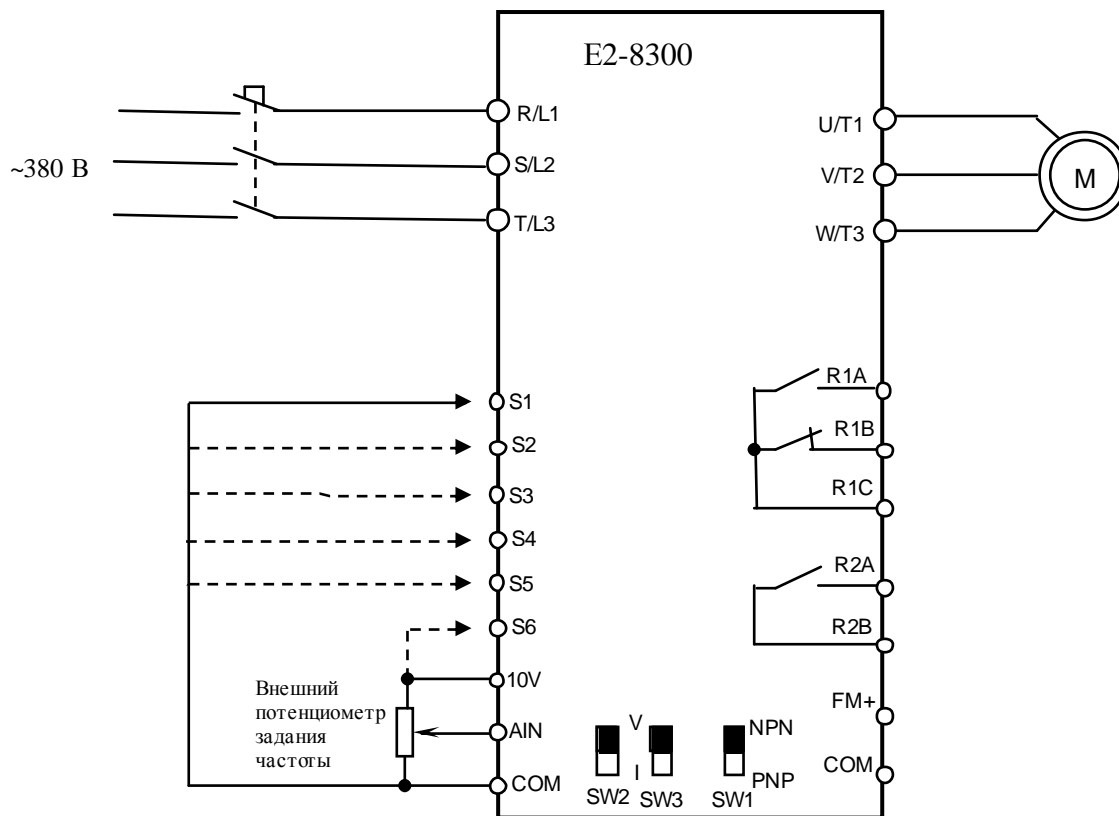 E2-8300
~380 В
R/L1
S/L2
T/L3
U/T1
V/T2
W/T3
M
S1
S2
S3
S4
S5
S6
10V
AIN
COM
Внешний
потенциометр
задания
частоты
R1A
R1B
R1C
R2A
R2B
FM+
COM
V
I
NPN
PNP
SW2
SW3
SW1